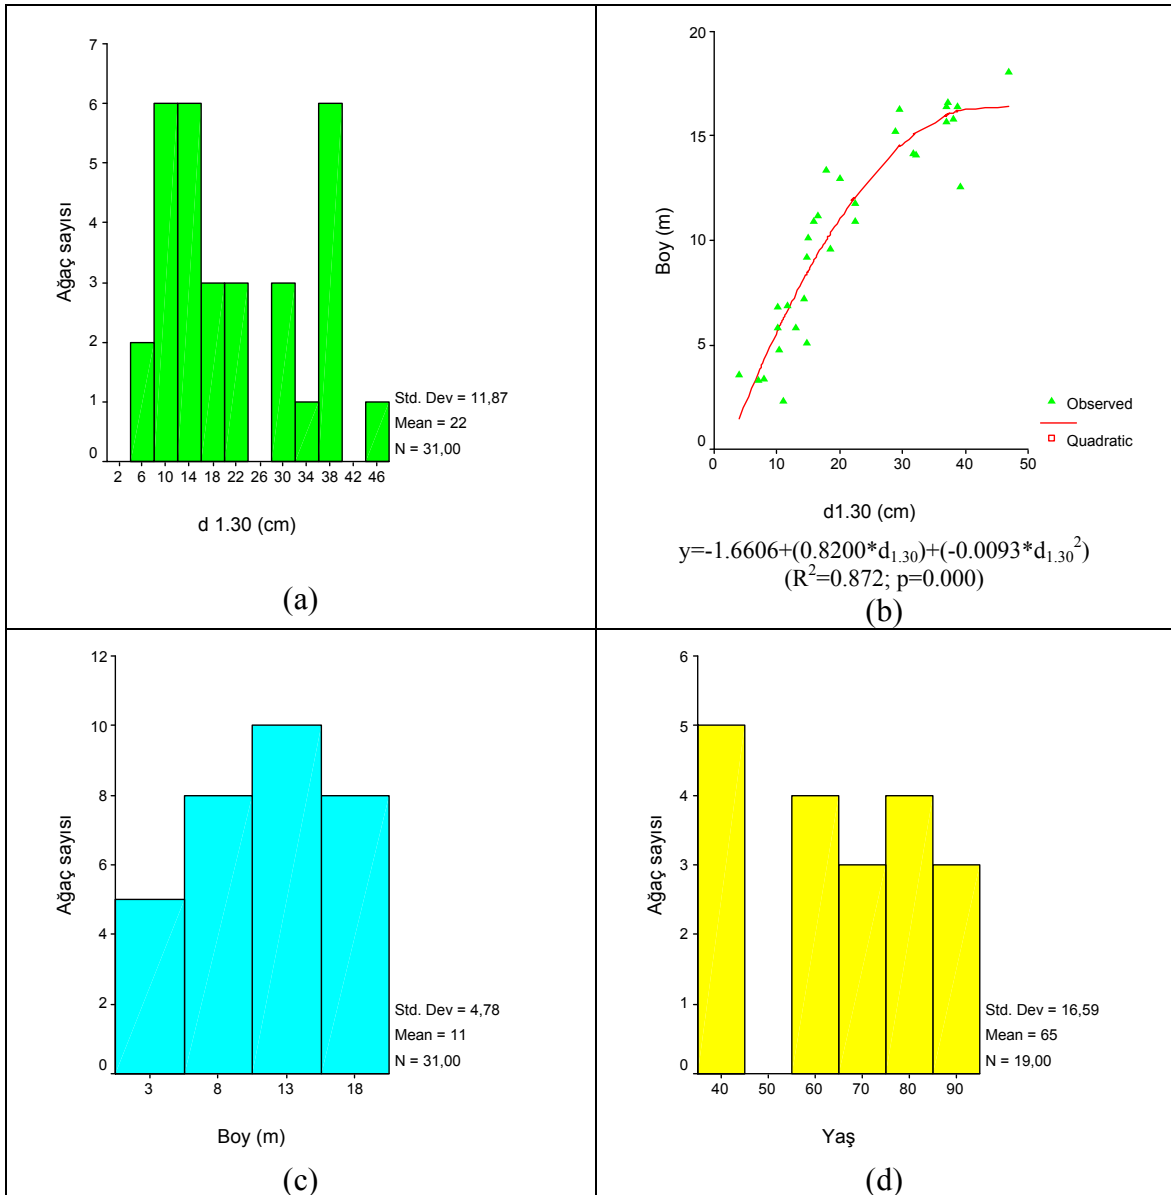 7
6
5
4
3
2
1
0
Ağaç sayısı
2 6 10 14 18 22 26 30 34 38 42 46
d 1.30 (cm)
Std. Dev = 11,87
Mean = 22
N = 31,00
(a)
20
15
10
5
0
Boy (m)
0 10 20 30 40 50
d1.30 (cm)
Observed
Quadratic
y=-1.6606+(0.8200*d1.30)+(-0.0093*d1.30²)
(R²=0.872; p=0.000)
(b)
12
10
8
6
4
2
0
Ağaç sayısı
3 8 13 18
Boy (m)
Std. Dev = 4,78
Mean = 11
N = 31,00
(c)
6
5
4
3
2
1
0
Ağaç sayısı
40 50 60 70 80 90
Yaş
Std. Dev = 16,59
Mean = 65
N = 19,00
(d)